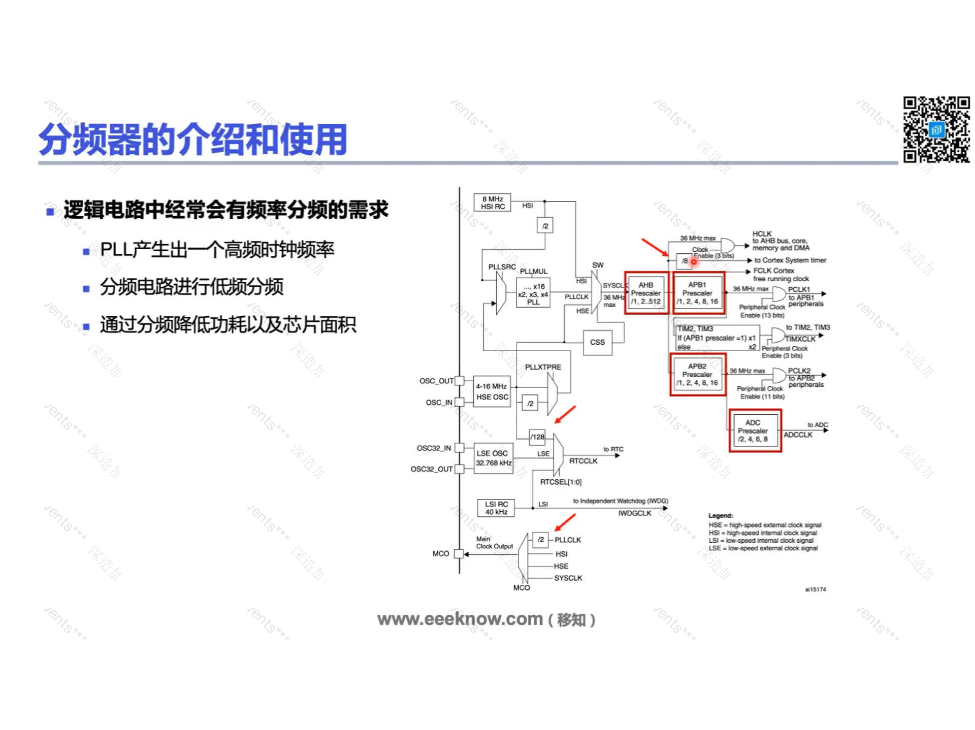 分频器的介绍和使用
逻辑电路中经常会有频率分频的需求
PLL产生出一个高频时钟频率
分频电路进行低频分频
通过分频降低功耗以及芯片面积
8 MHz
HSI RC
HSI
/2
PLLSRC
PLLMUL
..., x16
x2, x3, x4
PLL
SW
HSI
PLLCLK
HSE
SYSCL
36 MHz
max
CSS
AHB
Prescaler
/1, 2..512
36 MHz max
Clock
Enable (3 bits)
/8
HCLK
to AHB bus, core,
memory and DMA
to Cortex System timer
FCLK Cortex
free running clock
APB1
Prescaler
/1, 2, 4, 8, 16
36 MHz max
PCLK1
to APB1
peripherals
Peripheral Clock
Enable (13 bits)
TIM2, TIM3
If (APB1 prescaler =1) x1
else x2
to TIM2, TIM3
TIMXCLK
Peripheral Clock
Enable (3 bits)
APB2
Prescaler
/1, 2, 4, 8, 16
36 MHz max
PCLK2
to APB2
peripherals
Peripheral Clock
Enable (11 bits)
ADC
Prescaler
/2, 4, 6, 8
to ADC
ADCCLK
PLLXTPRE
OSC_OUT
OSC_IN
4-16 MHz
HSE OSC
/2
/128
OSC32_IN
OSC32_OUT
LSE OSC
32.768 kHz
LSE
to RTC
RTCCLK
RTCSEL[1:0]
LSI RC
40 kHz
LSI
to Independent Watchdog (IWDG)
IWDGCLK
Main
Clock Output
MCO
/2
PLLCLK
HSI
HSE
SYSCLK
MCO
Legend:
HSE = high-speed external clock signal
HSI = high-speed internal clock signal
LSI = low-speed internal clock signal
LSE = low-speed external clock signal
ai15174
www.eeeknow.com ( 移知 )